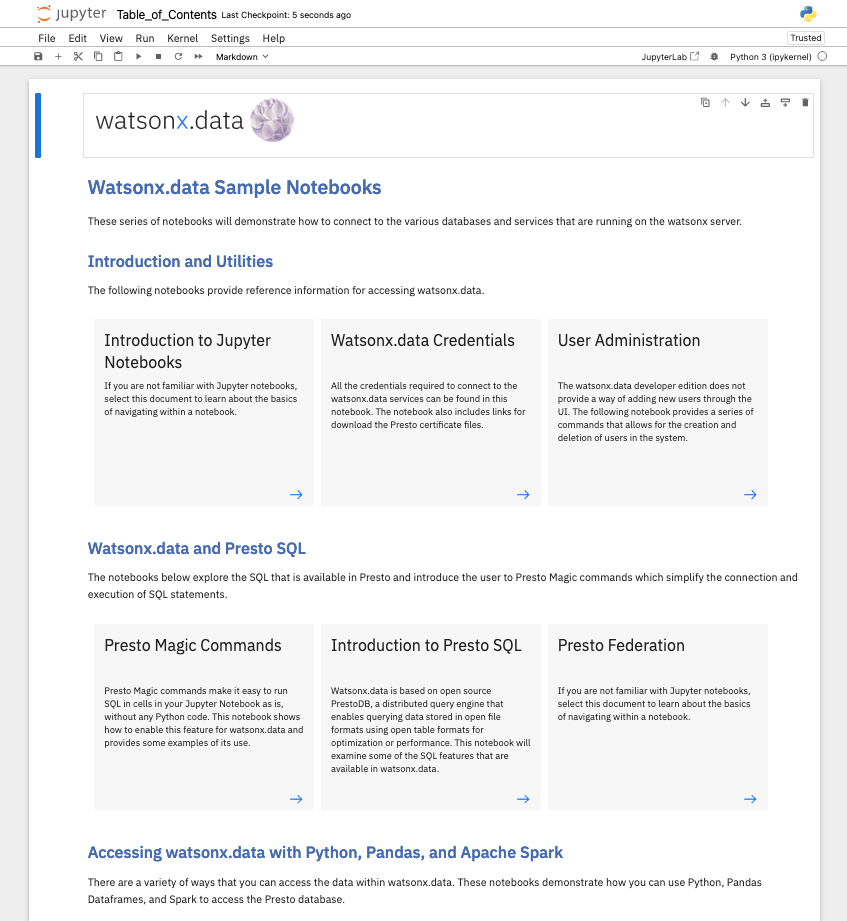 jupyter Table_of_Contents Last Checkpoint: 5 seconds ago
File Edit View Run Kernel Settings Help Trusted
Markdown JupyterLab Python 3 (ipykernel)
watsonx.data
Watsonx.data Sample Notebooks
These series of notebooks will demonstrate how to connect to the various databases and services that are running on the watsonx server.
Introduction and Utilities
The following notebooks provide reference information for accessing watsonx.data.
Introduction to Jupyter
Notebooks
If you are not familiar with Jupyter notebooks,
select this document to learn about the basics
of navigating within a notebook.
Watsonx.data Credentials
All the credentials required to connect to the
watsonx.data services can be found in this
notebook. The notebook also includes links for
download the Presto certificate files.
User Administration
The watsonx.data developer edition does not
provide a way of adding new users through the
UI. The following notebook provides a series of
commands that allows for the creation and
deletion of users in the system.
Watsonx.data and Presto SQL
The notebooks below explore the SQL that is available in Presto and introduce the user to Presto Magic commands which simplify the connection and
execution of SQL statements.
Presto Magic Commands
Presto Magic commands make it easy to run
SQL in cells in your Jupyter Notebook as is,
without any Python code. This notebook shows
how to enable this feature for watsonx.data and
provides some examples of its use.
Introduction to Presto SQL
Watsonx.data is based on open source
PrestoDB, a distributed query engine that
enables querying data stored in open file
formats using open table formats for
optimization or performance. This notebook will
examine some of the SQL features that are
available in watsonx.data.
Presto Federation
If you are not familiar with Jupyter notebooks,
select this document to learn about the basics
of navigating within a notebook.
Accessing watsonx.data with Python, Pandas, and Apache Spark
There are a variety of ways that you can access the data within watsonx.data. These notebooks demonstrate how you can use Python, Pandas
Dataframes, and Spark to access the Presto database.